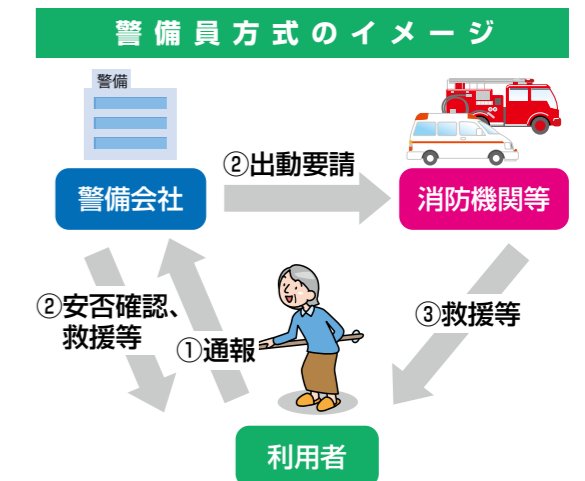 警備員方式のイメージ
警備
②出動要請
警備会社
消防機関等
②安否確認、
救援等
①通報
③救援等
利用者